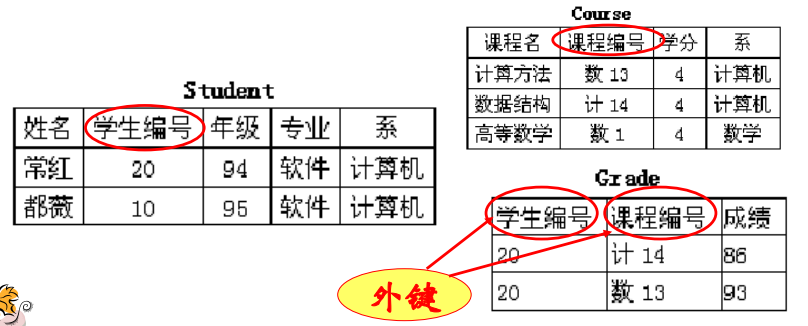 Course
课程名 课程编号 学分 系
计算方法 数 13 4 计算机
数据结构 计 14 4 计算机
高等数学 数 1 4 数学
Student
姓名 学生编号 年级 专业 系
常红 20 94 软件 计算机
都薇 10 95 软件 计算机
Grade
学生编号 课程编号 成绩
20 计 14 86
20 数 13 93
外键